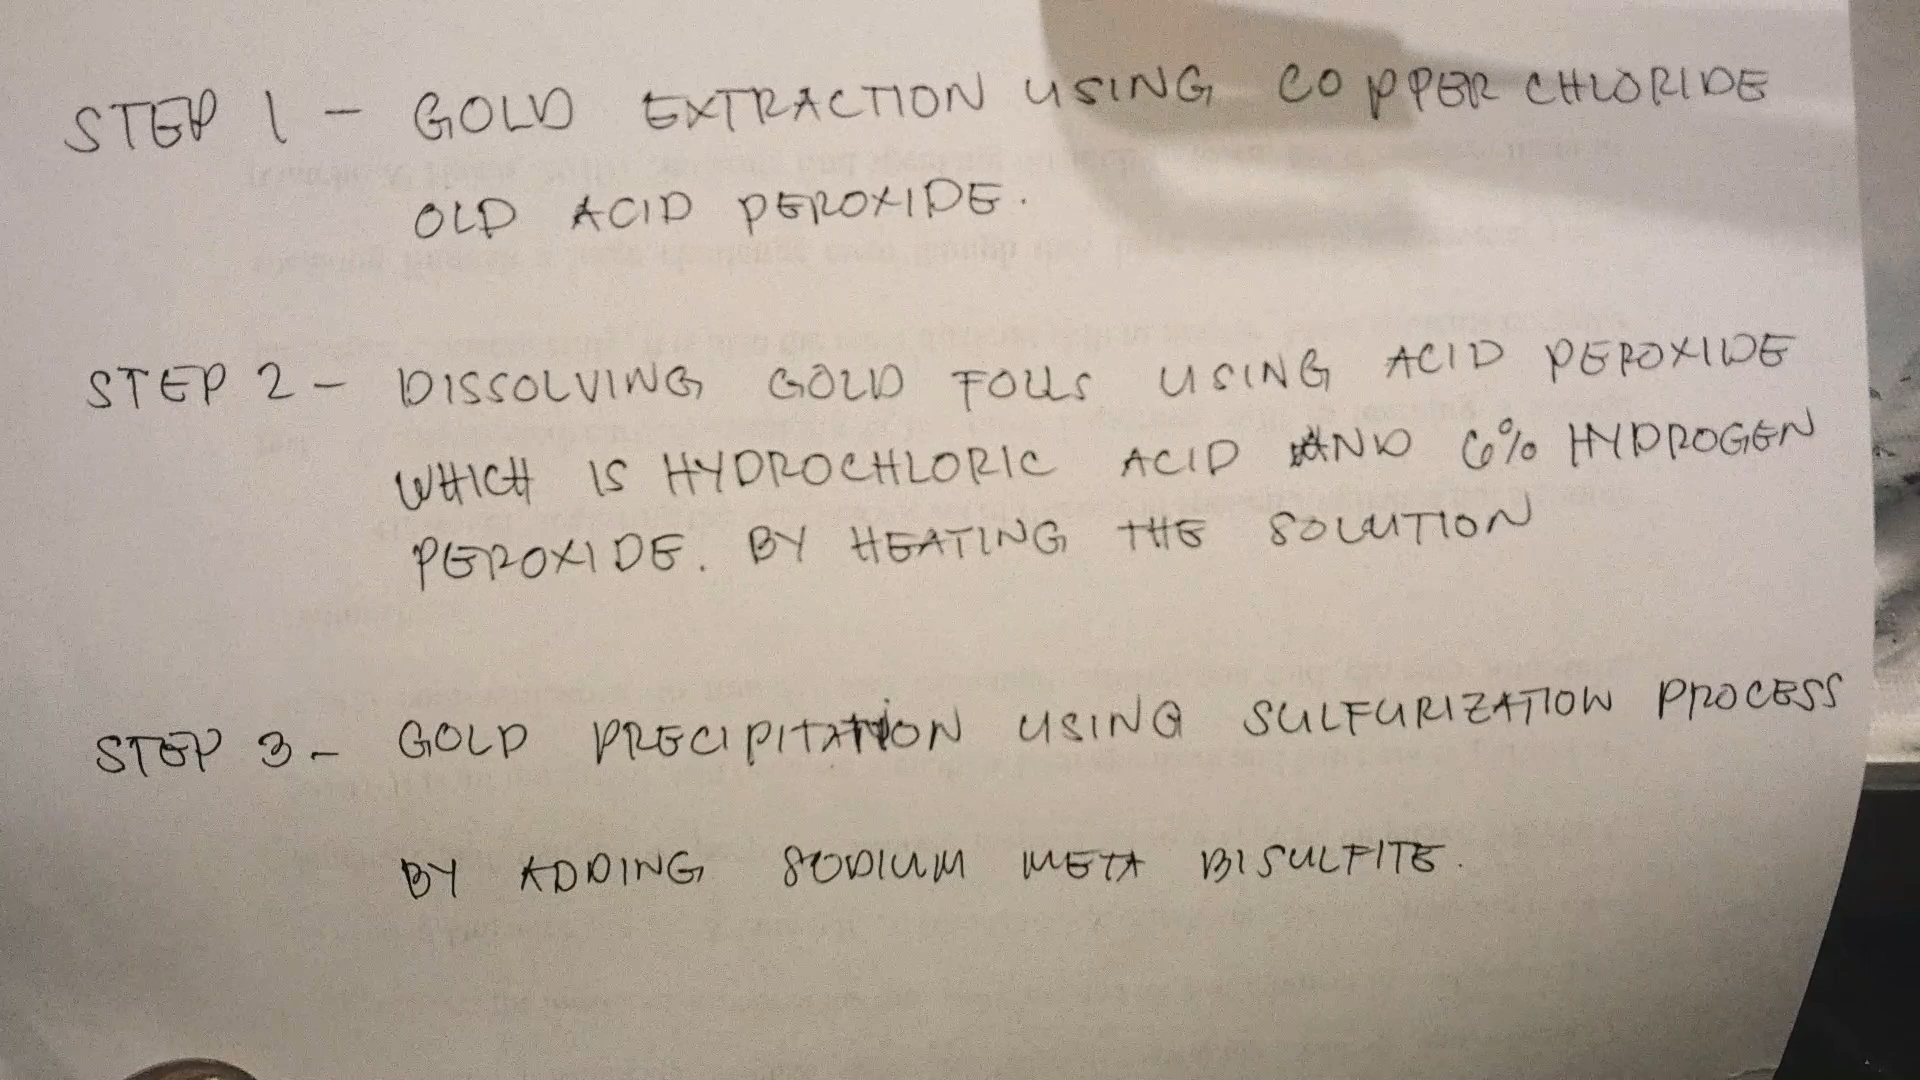 STEP 1 - GOLD EXTRACTION USING COPPER CHLORIDE
OLD ACID PEROXIDE.
STEP 2 - DISSOLVING GOLD FOILS USING ACID PEROXIDE
WHICH IS HYDROCHLORIC ACID AND 6% HYDROGEN
PEROXIDE. BY HEATING THE SOLUTION
STEP 3 - GOLD PRECIPITATION USING SULFURIZATION PROCESS
BY ADDING SODIUM META BISULFITE.